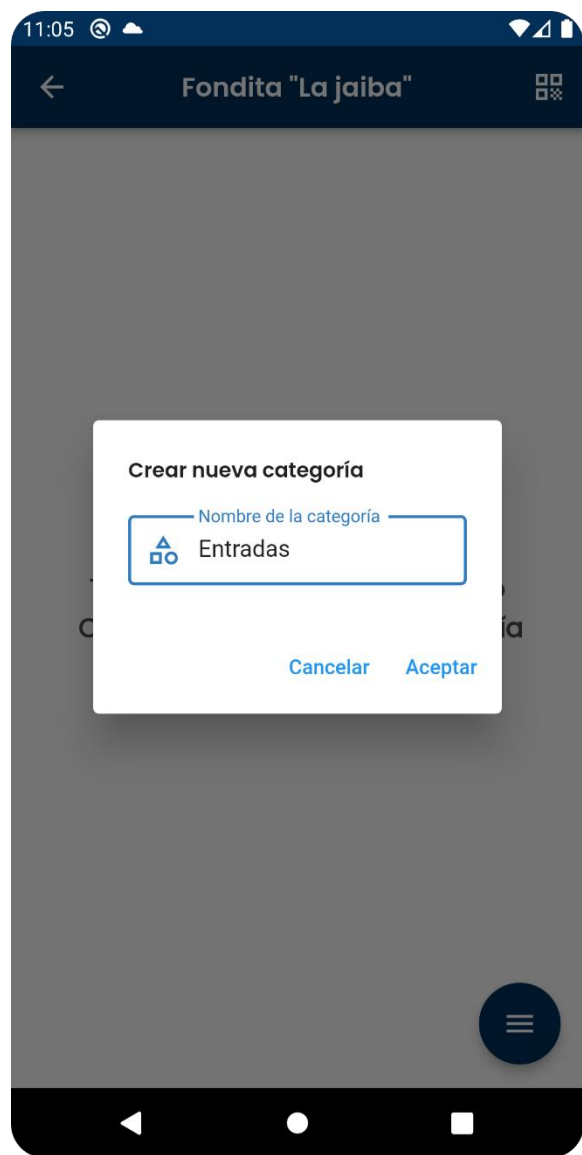 11:05
Fondita "La jaiba"
Crear nueva categoría
Nombre de la categoría
Entradas
Cancelar Aceptar